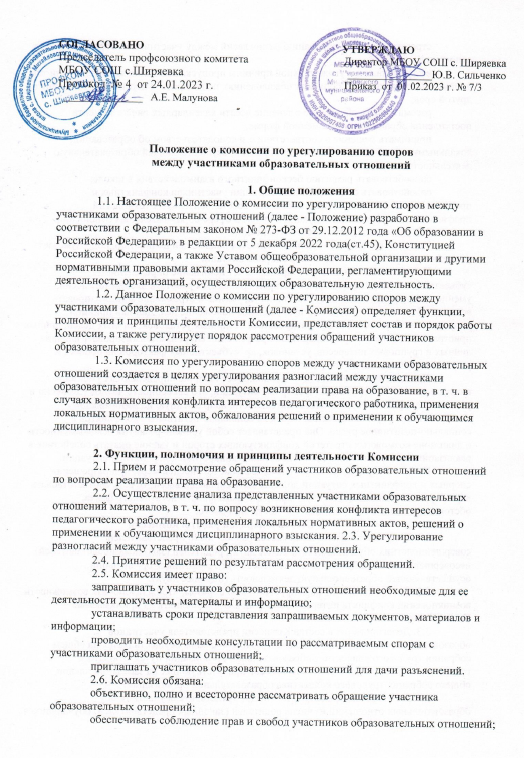 СОГЛАСОВАНО
Председатель профсоюзного комитета
МБОУ СОШ с.Ширяевка
№ 4 от 24.01.2023 г.
А.Е. Малунова
УТВЕРЖДАЮ
Директор МБОУ СОШ с. Ширяевка
Ю.В. Сильченко
Приказ от 01.02.2023 г. № 7/3
ПРОФКОМ
МБОУ СОШ
с. Ширяевка
Положение о комиссии по урегулированию споров
между участниками образовательных отношений
1. Общие положения
1.1. Настоящее Положение о комиссии по урегулированию споров между
участниками образовательных отношений (далее - Положение) разработано в
соответствии с Федеральным законом № 273-ФЗ от 29.12.2012 года «Об образовании в
Российской Федерации» в редакции от 5 декабря 2022 года(ст.45), Конституцией
Российской Федерации, а также Уставом общеобразовательной организации и другими
нормативными правовыми актами Российской Федерации, регламентирующими
деятельность организаций, осуществляющих образовательную деятельность.
1.2. Данное Положение о комиссии по урегулированию споров между
участниками образовательных отношений (далее - Комиссия) определяет функции,
полномочия и принципы деятельности Комиссии, представляет состав и порядок работы
Комиссии, а также регулирует порядок рассмотрения обращений участников
образовательных отношений.
1.3. Комиссия по урегулированию споров между участниками образовательных
отношений создается в целях урегулирования разногласий между участниками
образовательных отношений по вопросам реализации права на образование, в т. ч. в
случаях возникновения конфликта интересов педагогического работника, применения
локальных нормативных актов, обжалования решений о применении к обучающимся
дисциплинарного взыскания.
2. Функции, полномочия и принципы деятельности Комиссии
2.1. Прием и рассмотрение обращений участников образовательных отношений
по вопросам реализации права на образование.
2.2. Осуществление анализа представленных участниками образовательных
отношений материалов, в т. ч. по вопросу возникновения конфликта интересов
педагогического работника, применения локальных нормативных актов, решений о
применении к обучающимся дисциплинарного взыскания. 2.3. Урегулирование
разногласий между участниками образовательных отношений.
2.4. Принятие решений по результатам рассмотрения обращений.
2.5. Комиссия имеет право:
запрашивать у участников образовательных отношений необходимые для ее
деятельности документы, материалы и информацию;
устанавливать сроки представления запрашиваемых документов, материалов и
информации;
проводить необходимые консультации по рассматриваемым спорам с
участниками образовательных отношений;
приглашать участников образовательных отношений для дачи разъяснений.
2.6. Комиссия обязана:
объективно, полно и всесторонне рассматривать обращение участника
образовательных отношений;
обеспечивать соблюдение прав и свобод участников образовательных отношений;